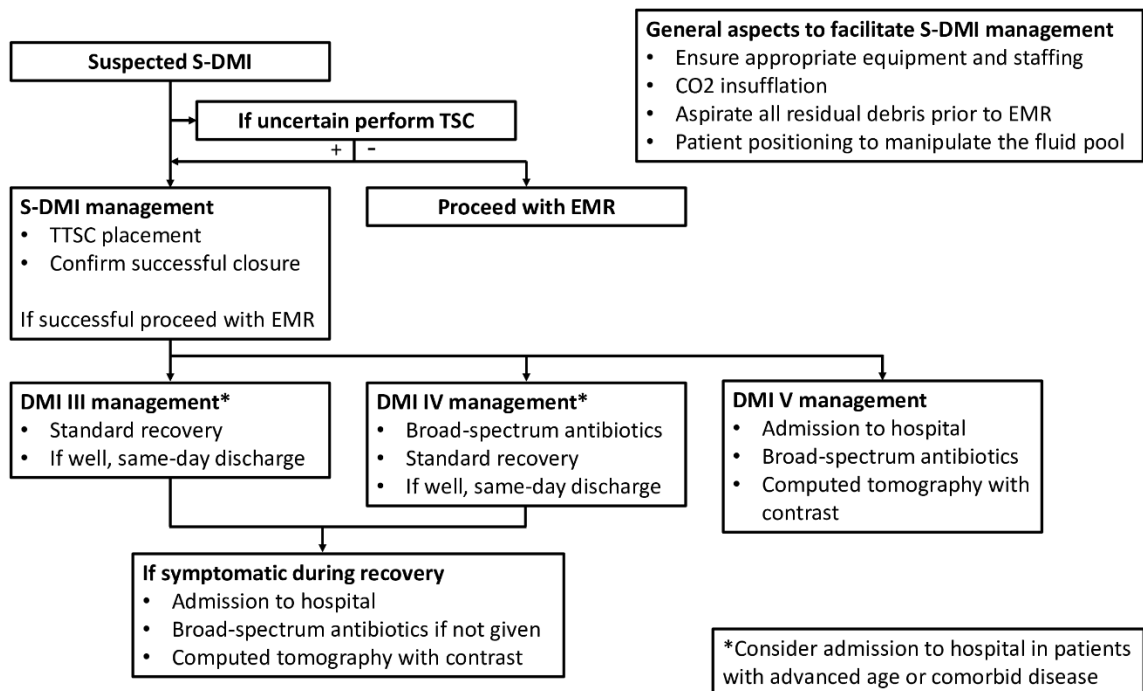 Suspected S-DMI
General aspects to facilitate S-DMI management
• Ensure appropriate equipment and staffing
• CO2 insufflation
• Aspirate all residual debris prior to EMR
• Patient positioning to manipulate the fluid pool
If uncertain perform TSC
+ -
S-DMI management
• TTSC placement
• Confirm successful closure
If successful proceed with EMR
Proceed with EMR
DMI III management*
• Standard recovery
• If well, same-day discharge
DMI IV management*
• Broad-spectrum antibiotics
• Standard recovery
• If well, same-day discharge
DMI V management
• Admission to hospital
• Broad-spectrum antibiotics
• Computed tomography with
contrast
If symptomatic during recovery
• Admission to hospital
• Broad-spectrum antibiotics if not given
• Computed tomography with contrast
*Consider admission to hospital in patients
with advanced age or comorbid disease